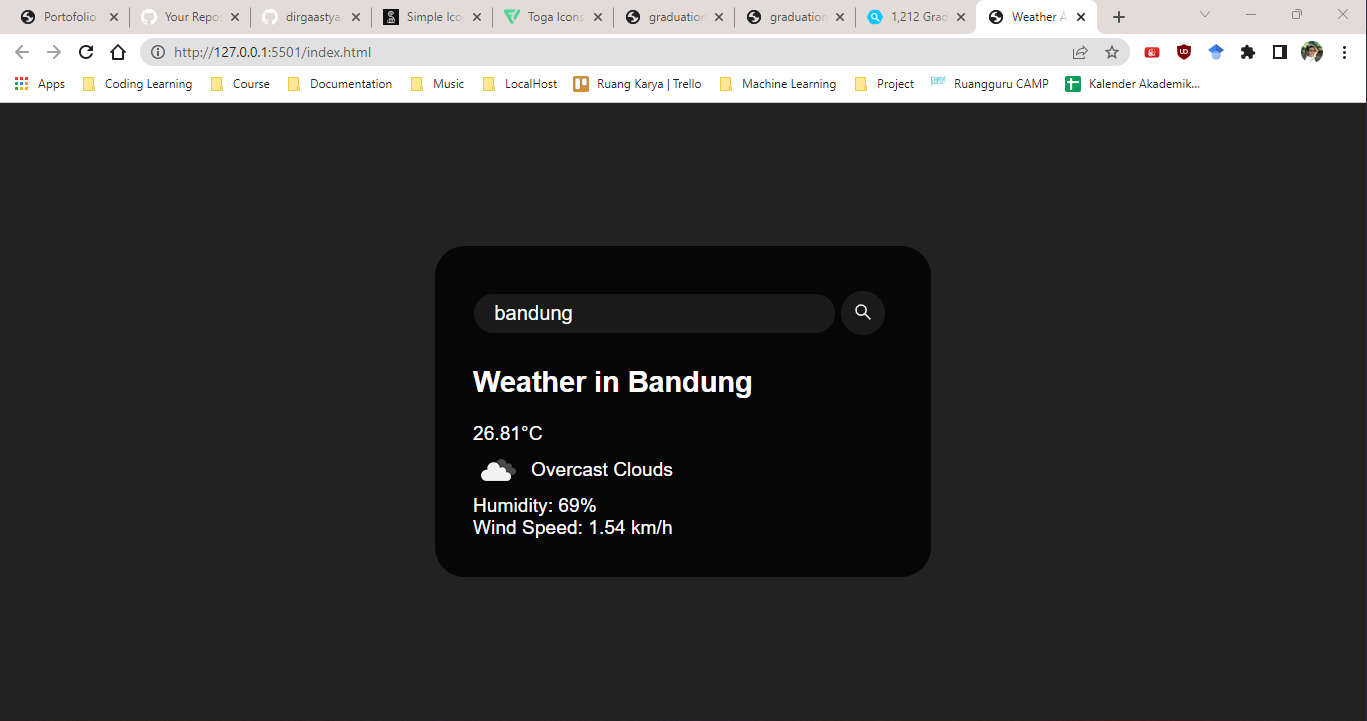 Portofolio Your Repos dirgaastya Simple Ico Toga Icons graduation graduation 1,212 Grad Weather A
http://127.0.0.1:5501/index.html
Apps Coding Learning Course Documentation Music LocalHost Ruang Karya | Trello Machine Learning Project Ruangguru CAMP Kalender Akademik...
bandung
Weather in Bandung
26.81°C
Overcast Clouds
Humidity: 69%
Wind Speed: 1.54 km/h